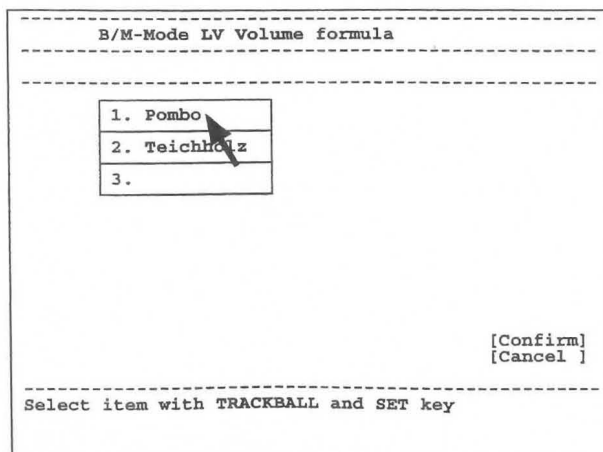 B/M-Mode LV Volume formula
1. Pombo
2. Teichholz
3.
[Confirm]
[Cancel ]
Select item with TRACKBALL and SET key